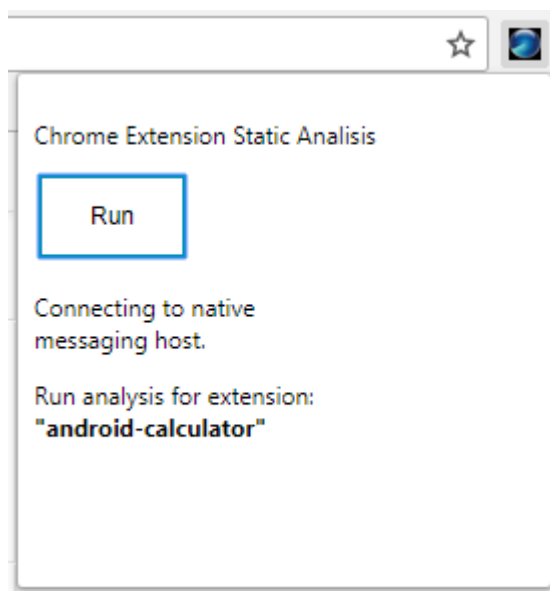 Chrome Extension Static Analisis
Run
Connecting to native
messaging host.
Run analysis for extension:
"android-calculator"